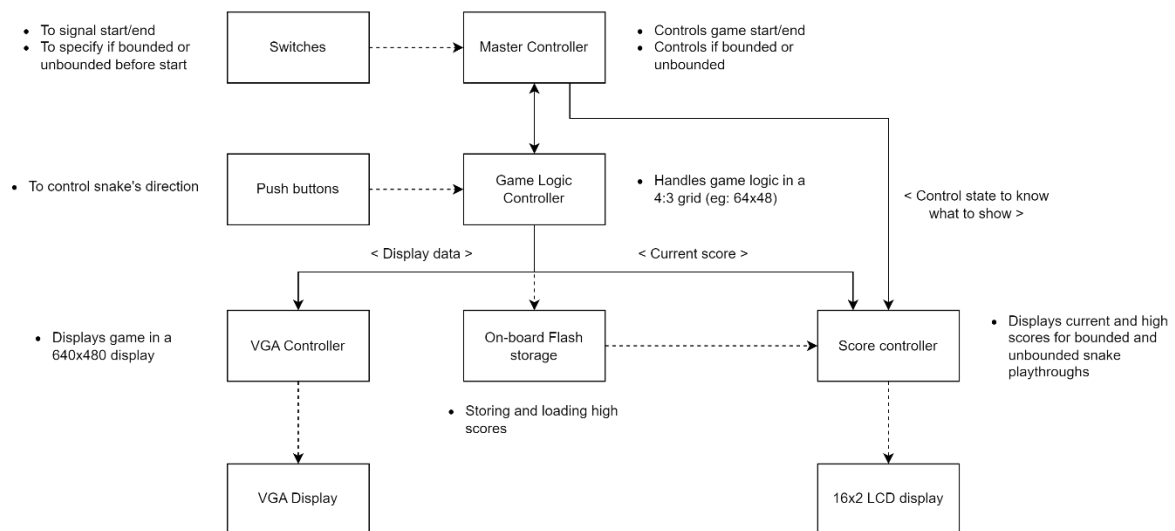 • To signal start/end
• To specify if bounded or
unbounded before start
Switches
Master Controller
• Controls game start/end
• Controls if bounded or
unbounded
• To control snake's direction
Push buttons
Game Logic
Controller
• Handles game logic in a
4:3 grid (eg: 64x48)
< Control state to know
what to show >
< Display data >
< Current score >
• Displays game in a
640x480 display
VGA Controller
On-board Flash
storage
Score controller
• Displays current and high
scores for bounded and
unbounded snake
playthroughs
• Storing and loading high
scores
VGA Display
16x2 LCD display